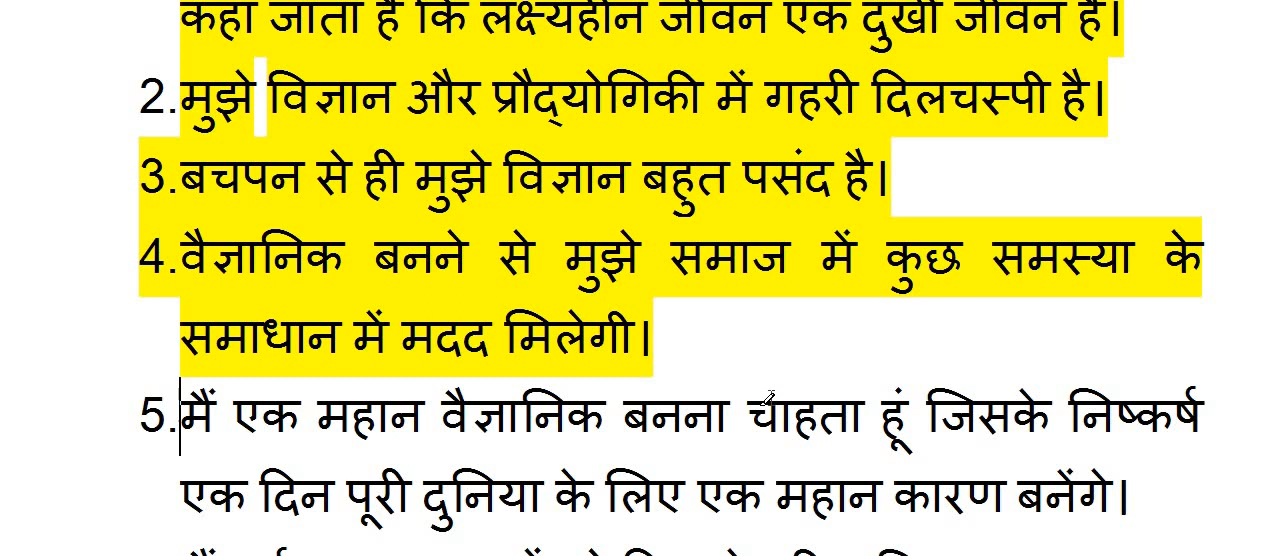 कहा जाता है कि लक्ष्यहीन जीवन एक दुखी जीवन है।
2.मुझे विज्ञान और प्रौद्योगिकी में गहरी दिलचस्पी है।
3.बचपन से ही मुझे विज्ञान बहुत पसंद है।
4.वैज्ञानिक बनने से मुझे समाज में कुछ समस्या के
समाधान में मदद मिलेगी।
5.मैं एक महान वैज्ञानिक बनना चाहता हूं जिसके निष्कर्ष
एक दिन पूरी दुनिया के लिए एक महान कारण बनेंगे।